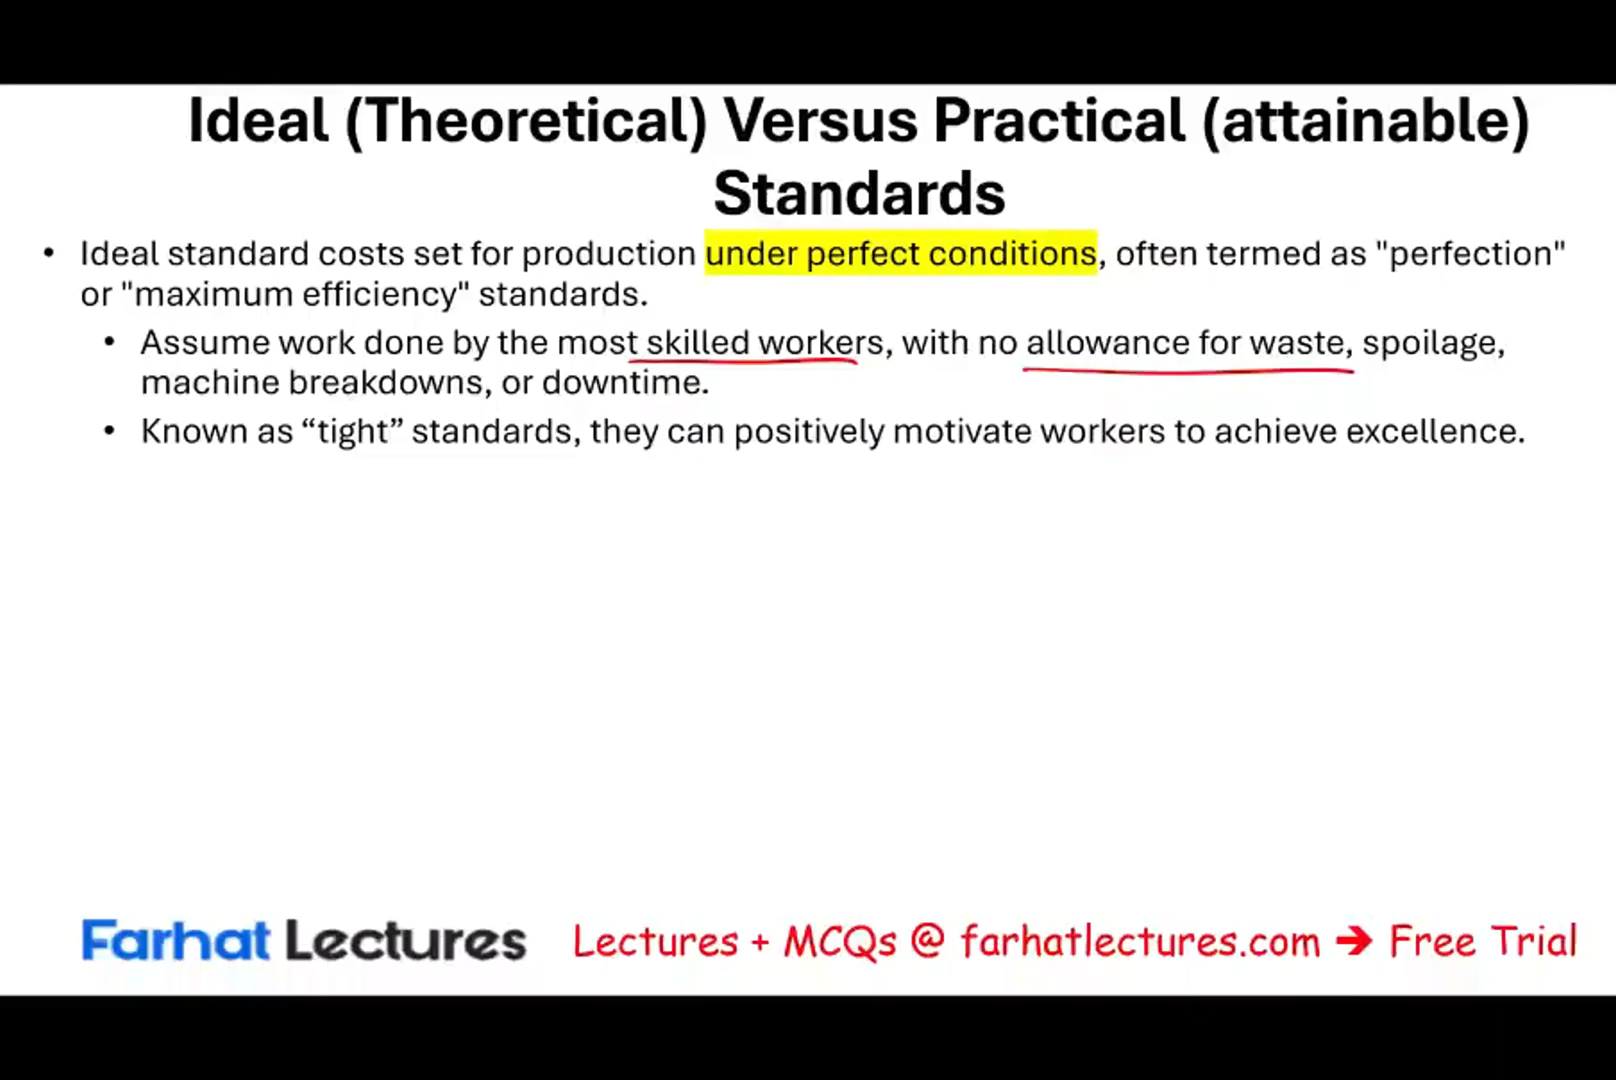 Ideal (Theoretical) Versus Practical (attainable)
Standards
• Ideal standard costs set for production under perfect conditions, often termed as "perfection"
or "maximum efficiency" standards.
• Assume work done by the most skilled workers, with no allowance for waste, spoilage,
machine breakdowns, or downtime.
• Known as “tight” standards, they can positively motivate workers to achieve excellence.
Farhat Lectures Lectures + MCQs @ farhatlectures.com ➔ Free Trial